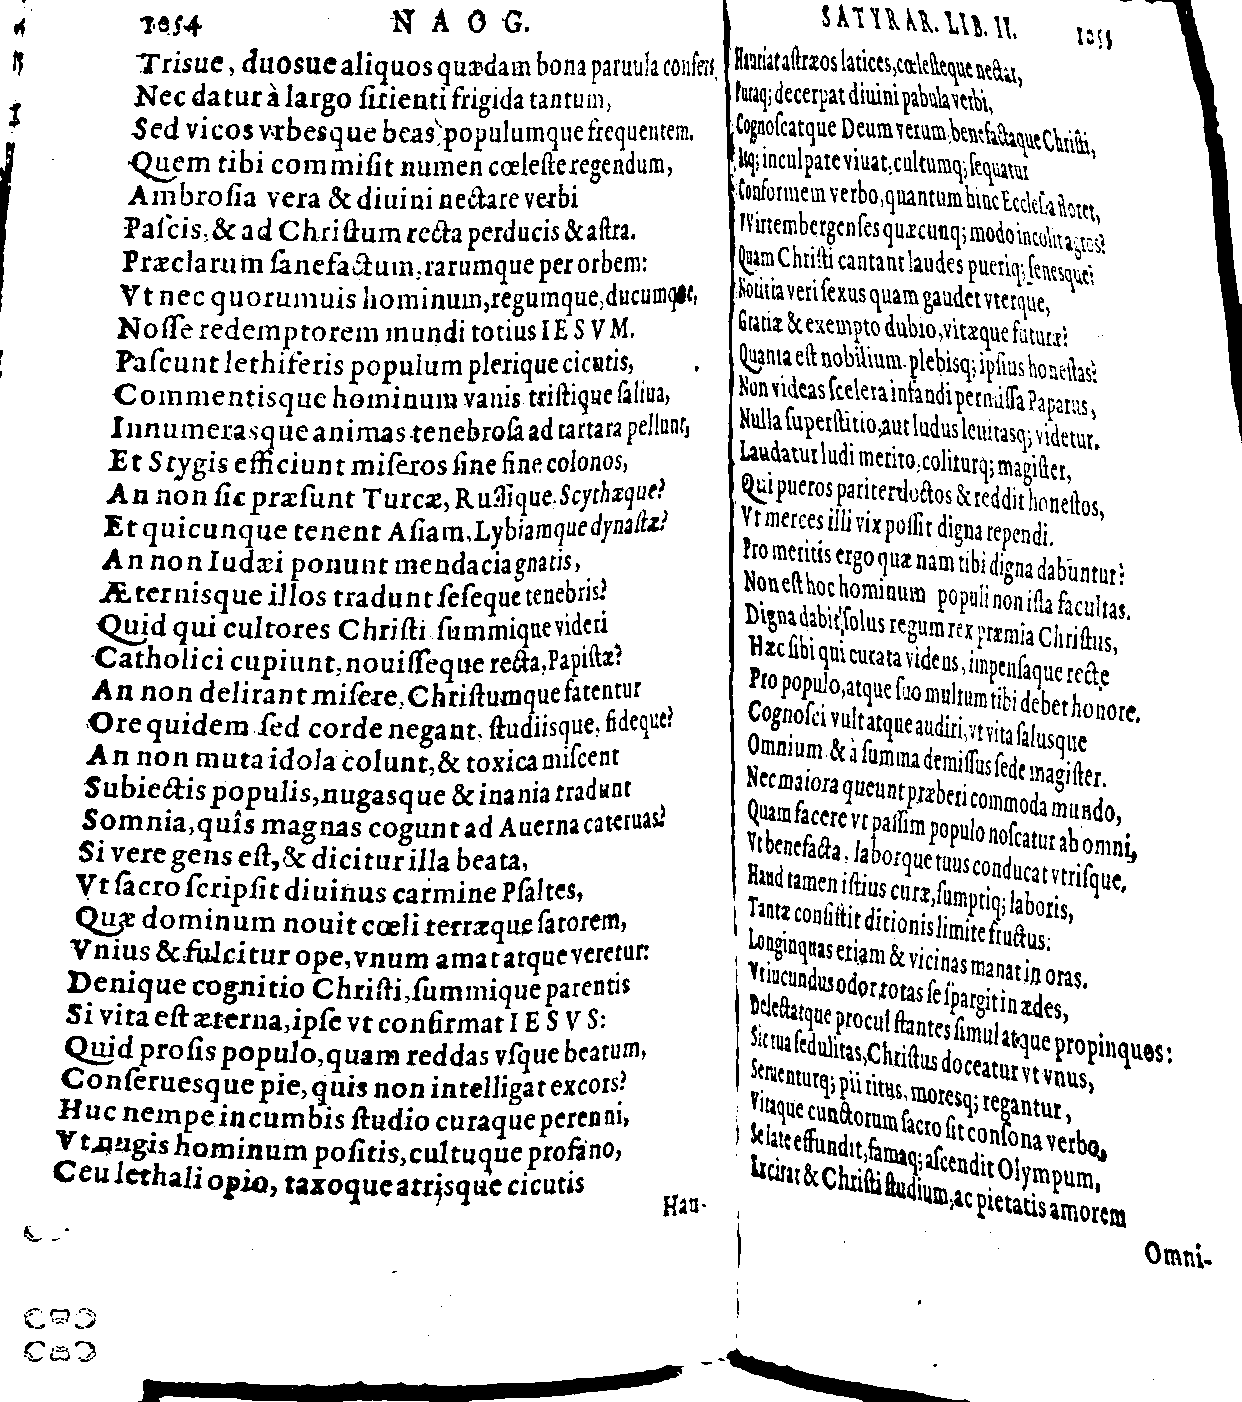 1054 NAOG.
Trisue, duosue aliquos quædam bona paruula confers,
Nec datur à largo sitienti frigida tantum,
Sed vicos vrbesque beas, populumque frequentem.
Quem tibi commisit numen cœleste regendum,
Ambrosia vera & diuini nectare verbi
Pascis, & ad Christum recta perducis & astra.
Præclarum sane factum, rarumque per orbem:
Vt nec quorumuis hominum, regumque, ducumque,
Nosse redemptorem mundi totius IESVM.
Pascunt lethiferis populum plerique cicutis,
Commentisque hominum vanis tristique saliua,
Innumerasque animas tenebrosa ad tartara pellunt,
Et Stygis efficiunt miseros sine fine colonos,
An non sic præsunt Turcæ, Russique Scythæque?
Et quicunque tenent Asiam, Lybiamque dynastæ?
An non Iudæi ponunt mendacia gnatis,
Æternisque illos tradunt seseque tenebris?
Quid qui cultores Christi summique videri
Catholici cupiunt, nouisseque recta, Papistæ?
An non delirant misere, Christumque fatentur
Ore quidem sed corde negant, studiisque, fideque?
An non muta idola colunt, & toxica miscent
Subiectis populis, nugasque & inania tradunt
Somnia, quîs magnas cogunt ad Auerna cateruas?
Si vere gens est, & dicitur illa beata,
Vt sacro scripsit diuinus carmine Psaltes,
Quæ dominum nouit cœli terræque satorem,
Vnius & fulcitur ope, vnum amat atque veretur:
Denique cognitio Christi, summique parentis
Si vita est æterna, ipse vt confirmat IESVS:
Quid prosis populo, quam reddas vsque beatum,
Conseruesque pie, quis non intelligat excors?
Huc nempe incumbis studio curaque perenni,
Vt nugis hominum positis, cultuque profano,
Ceu lethali opio, taxoque atrisque cicutis
Hau-
SATYRAR. LIB. II. 1055
Hauriat astræos latices, cœlesteque nectar,
Puraq; decerpat diuini pabula verbi,
Cognoscatque Deum verum, benefactaque Christi,
Isq; inculpate viuat, cultumq; sequatur
Conformem verbo, quantum hinc Ecclesia floret,
Wirtembergenses quæcunq; modo incolit agros?
Quam Christi cantant laudes pueriq; senesque?
Notitia veri sexus quam gaudet vterque,
Gratiæ & exempto dubio, vitæque futuræ?
Quanta est nobilium plebisq; ipsius honestas?
Non videas scelera infandi permissa Paparus,
Nulla superstitio, aut ludus leuitasq; videtur.
Laudatur ludi merito, coliturq; magister,
Qui pueros pariter doctos & reddit honestos,
Vt merces illi vix possit digna rependi.
Pro meritis ergo quæ nam tibi digna dabuntur?
Non est hoc hominum populi non ista facultas.
Digna dabit, solus regum rex præmia Christus,
Hæc sibi qui curata videns, impensaque recte
Pro populo, atque suo multum tibi debet honore.
Cognosci vult atque audiri, vt vita salusque
Omnium & à summa demissus sede magister.
Nec maiora queunt præberi commoda mundo,
Quam facere vt passim populo noscatur ab omni,
Vt benefacta, laborque tuus conducat vtrisque.
Haud tamen istius curæ, sumptiq; laboris,
Tantæ consistit ditionis limite fructus:
Longinquas etiam & vicinas manat in oras.
Vt iucundus odor totas se spargit in ædes,
Delectatque procul stantes simul atque propinquos:
Sic tua sedulitas, Christus doceatur vt vnus,
Seruenturq; pii ritus, moresq; regantur,
Vitaque cunctorum sacro sit consona verbo,
Se late effundit, famaq; ascendit Olympum,
Excitat & Christi studium, ac pietatis amorem
Omni-